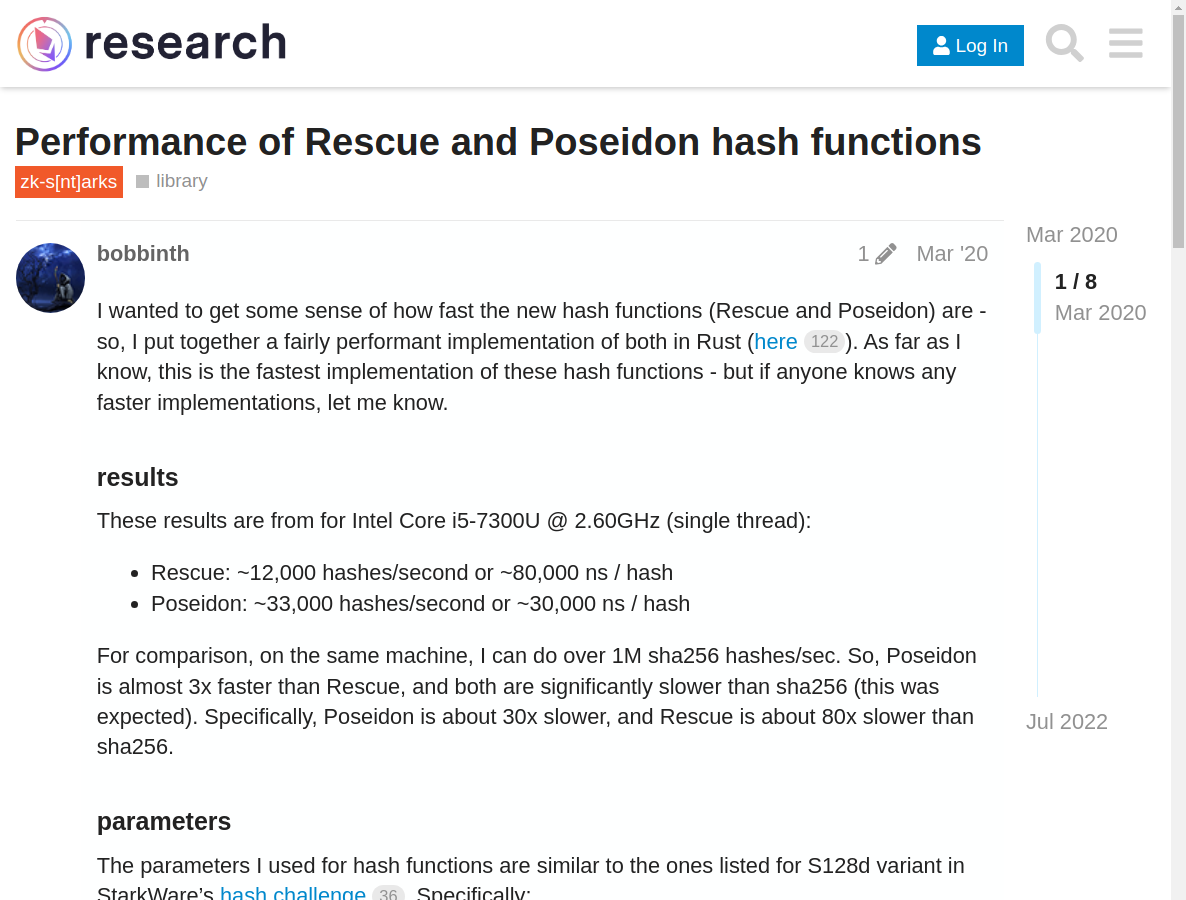 research
Log In
Performance of Rescue and Poseidon hash functions
zk-s[nt]arks
library
bobbinth
1
Mar '20
I wanted to get some sense of how fast the new hash functions (Rescue and Poseidon) are -
so, I put together a fairly performant implementation of both in Rust (here 122). As far as I
know, this is the fastest implementation of these hash functions - but if anyone knows any
faster implementations, let me know.
results
These results are from for Intel Core i5-7300U @ 2.60GHz (single thread):
• Rescue: ~12,000 hashes/second or ~80,000 ns / hash
• Poseidon: ~33,000 hashes/second or ~30,000 ns / hash
For comparison, on the same machine, I can do over 1M sha256 hashes/sec. So, Poseidon
is almost 3x faster than Rescue, and both are significantly slower than sha256 (this was
expected). Specifically, Poseidon is about 30x slower, and Rescue is about 80x slower than
sha256.
parameters
The parameters I used for hash functions are similar to the ones listed for S128d variant in
StarkWare’s hash challenge 36. Specifically:
Mar 2020
1 / 8
Mar 2020
Jul 2022